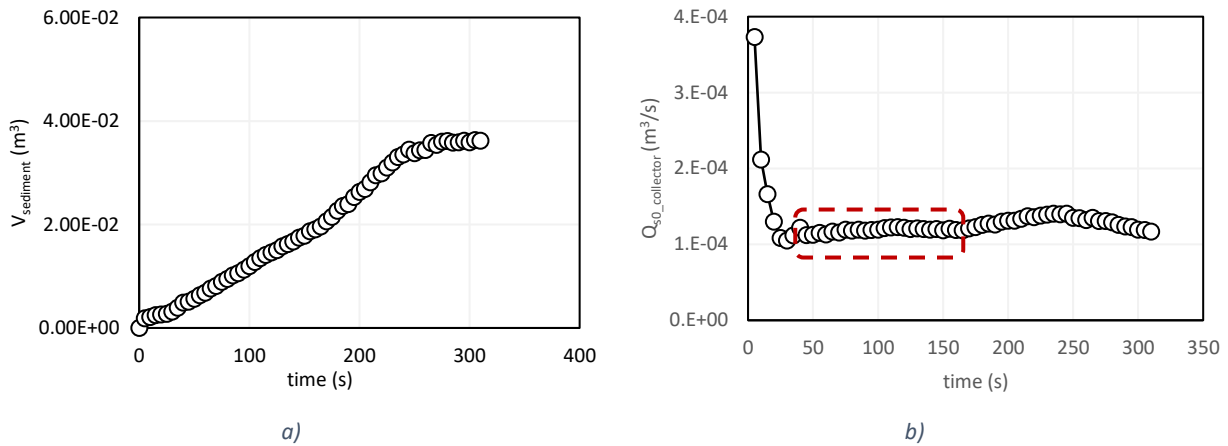 6.00E-02
4.00E-02
2.00E-02
0.00E+00
V_sediment (m³)
0
100
200
300
400
time (s)
a)
4.E-04
3.E-04
2.E-04
1.E-04
0.E+00
Q_s0_collector (m³/s)
0
50
100
150
200
250
300
350
time (s)
b)